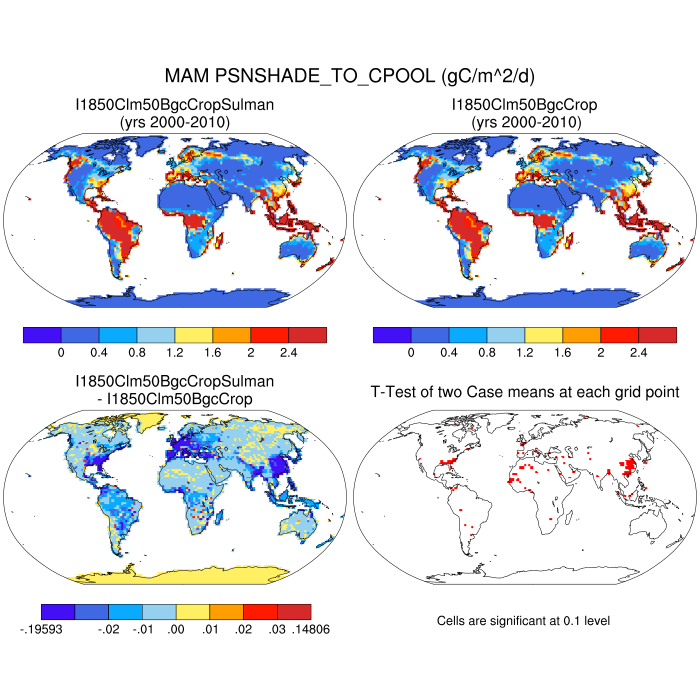 MAM PSNSHADE_TO_CPOOL (gC/m^2/d)
I1850Clm50BgcCropSulman
(yrs 2000-2010)
I1850Clm50BgcCrop
(yrs 2000-2010)
0 0.4 0.8 1.2 1.6 2 2.4
0 0.4 0.8 1.2 1.6 2 2.4
I1850Clm50BgcCropSulman
- I1850Clm50BgcCrop
T-Test of two Case means at each grid point
-.19593 -.02 -.01 .00 .01 .02 .03 .14806
Cells are significant at 0.1 level